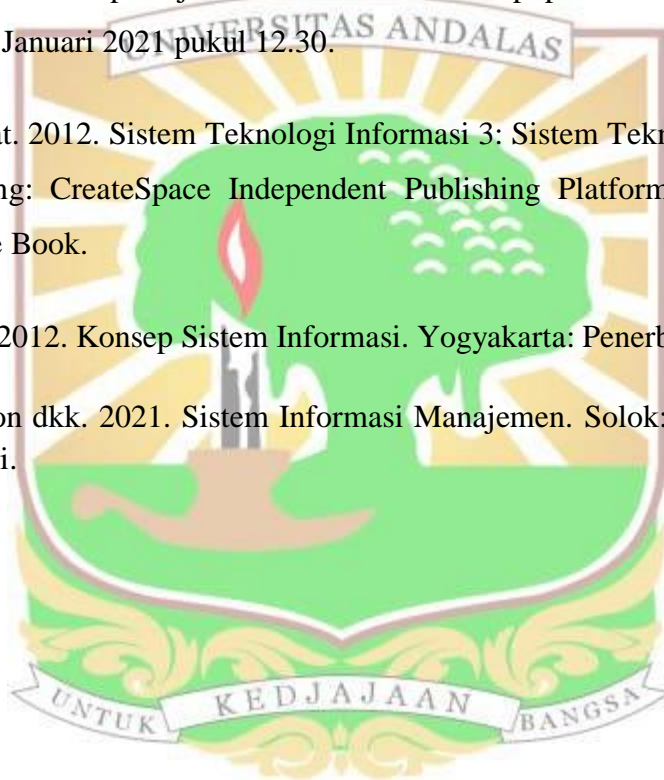 UNIVERSITAS ANDALAS
Januari 2021 pukul 12.30.
at. 2012. Sistem Teknologi Informasi 3: Sistem Tekn
ng: CreateSpace Independent Publishing Platform
e Book.
2012. Konsep Sistem Informasi. Yogyakarta: Penerb
on dkk. 2021. Sistem Informasi Manajemen. Solok:
i.
UNTUK KEDJAJAAN BANGSA